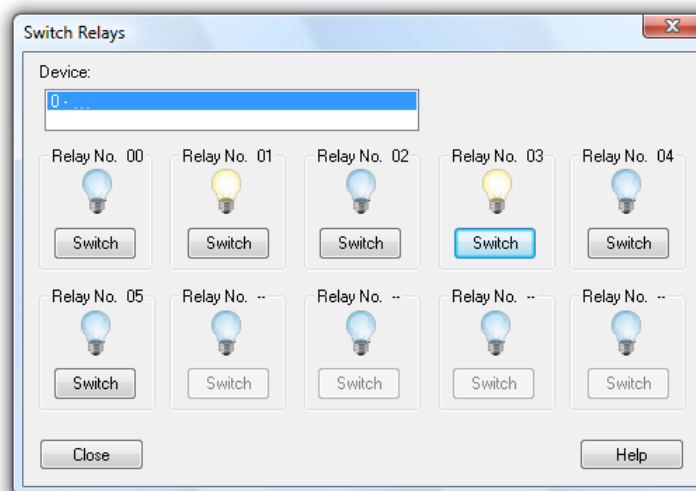 Switch Relays
Device:
0 - ...
Relay No. 00 Relay No. 01 Relay No. 02 Relay No. 03 Relay No. 04
Switch Switch Switch Switch Switch
Relay No. 05 Relay No. -- Relay No. -- Relay No. -- Relay No. --
Switch Switch Switch Switch Switch
Close Help